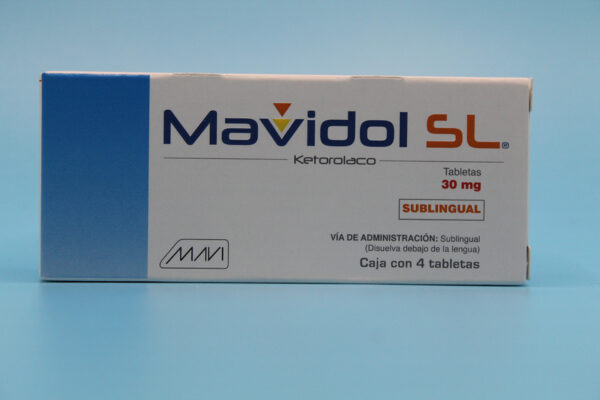 Mavidol SL®
Ketorolaco
Tabletas
30 mg
SUBLINGUAL
VÍA DE ADMINISTRACIÓN: Sublingual
(Disuelva debajo de la lengua)
Caja con 4 tabletas
MAVI